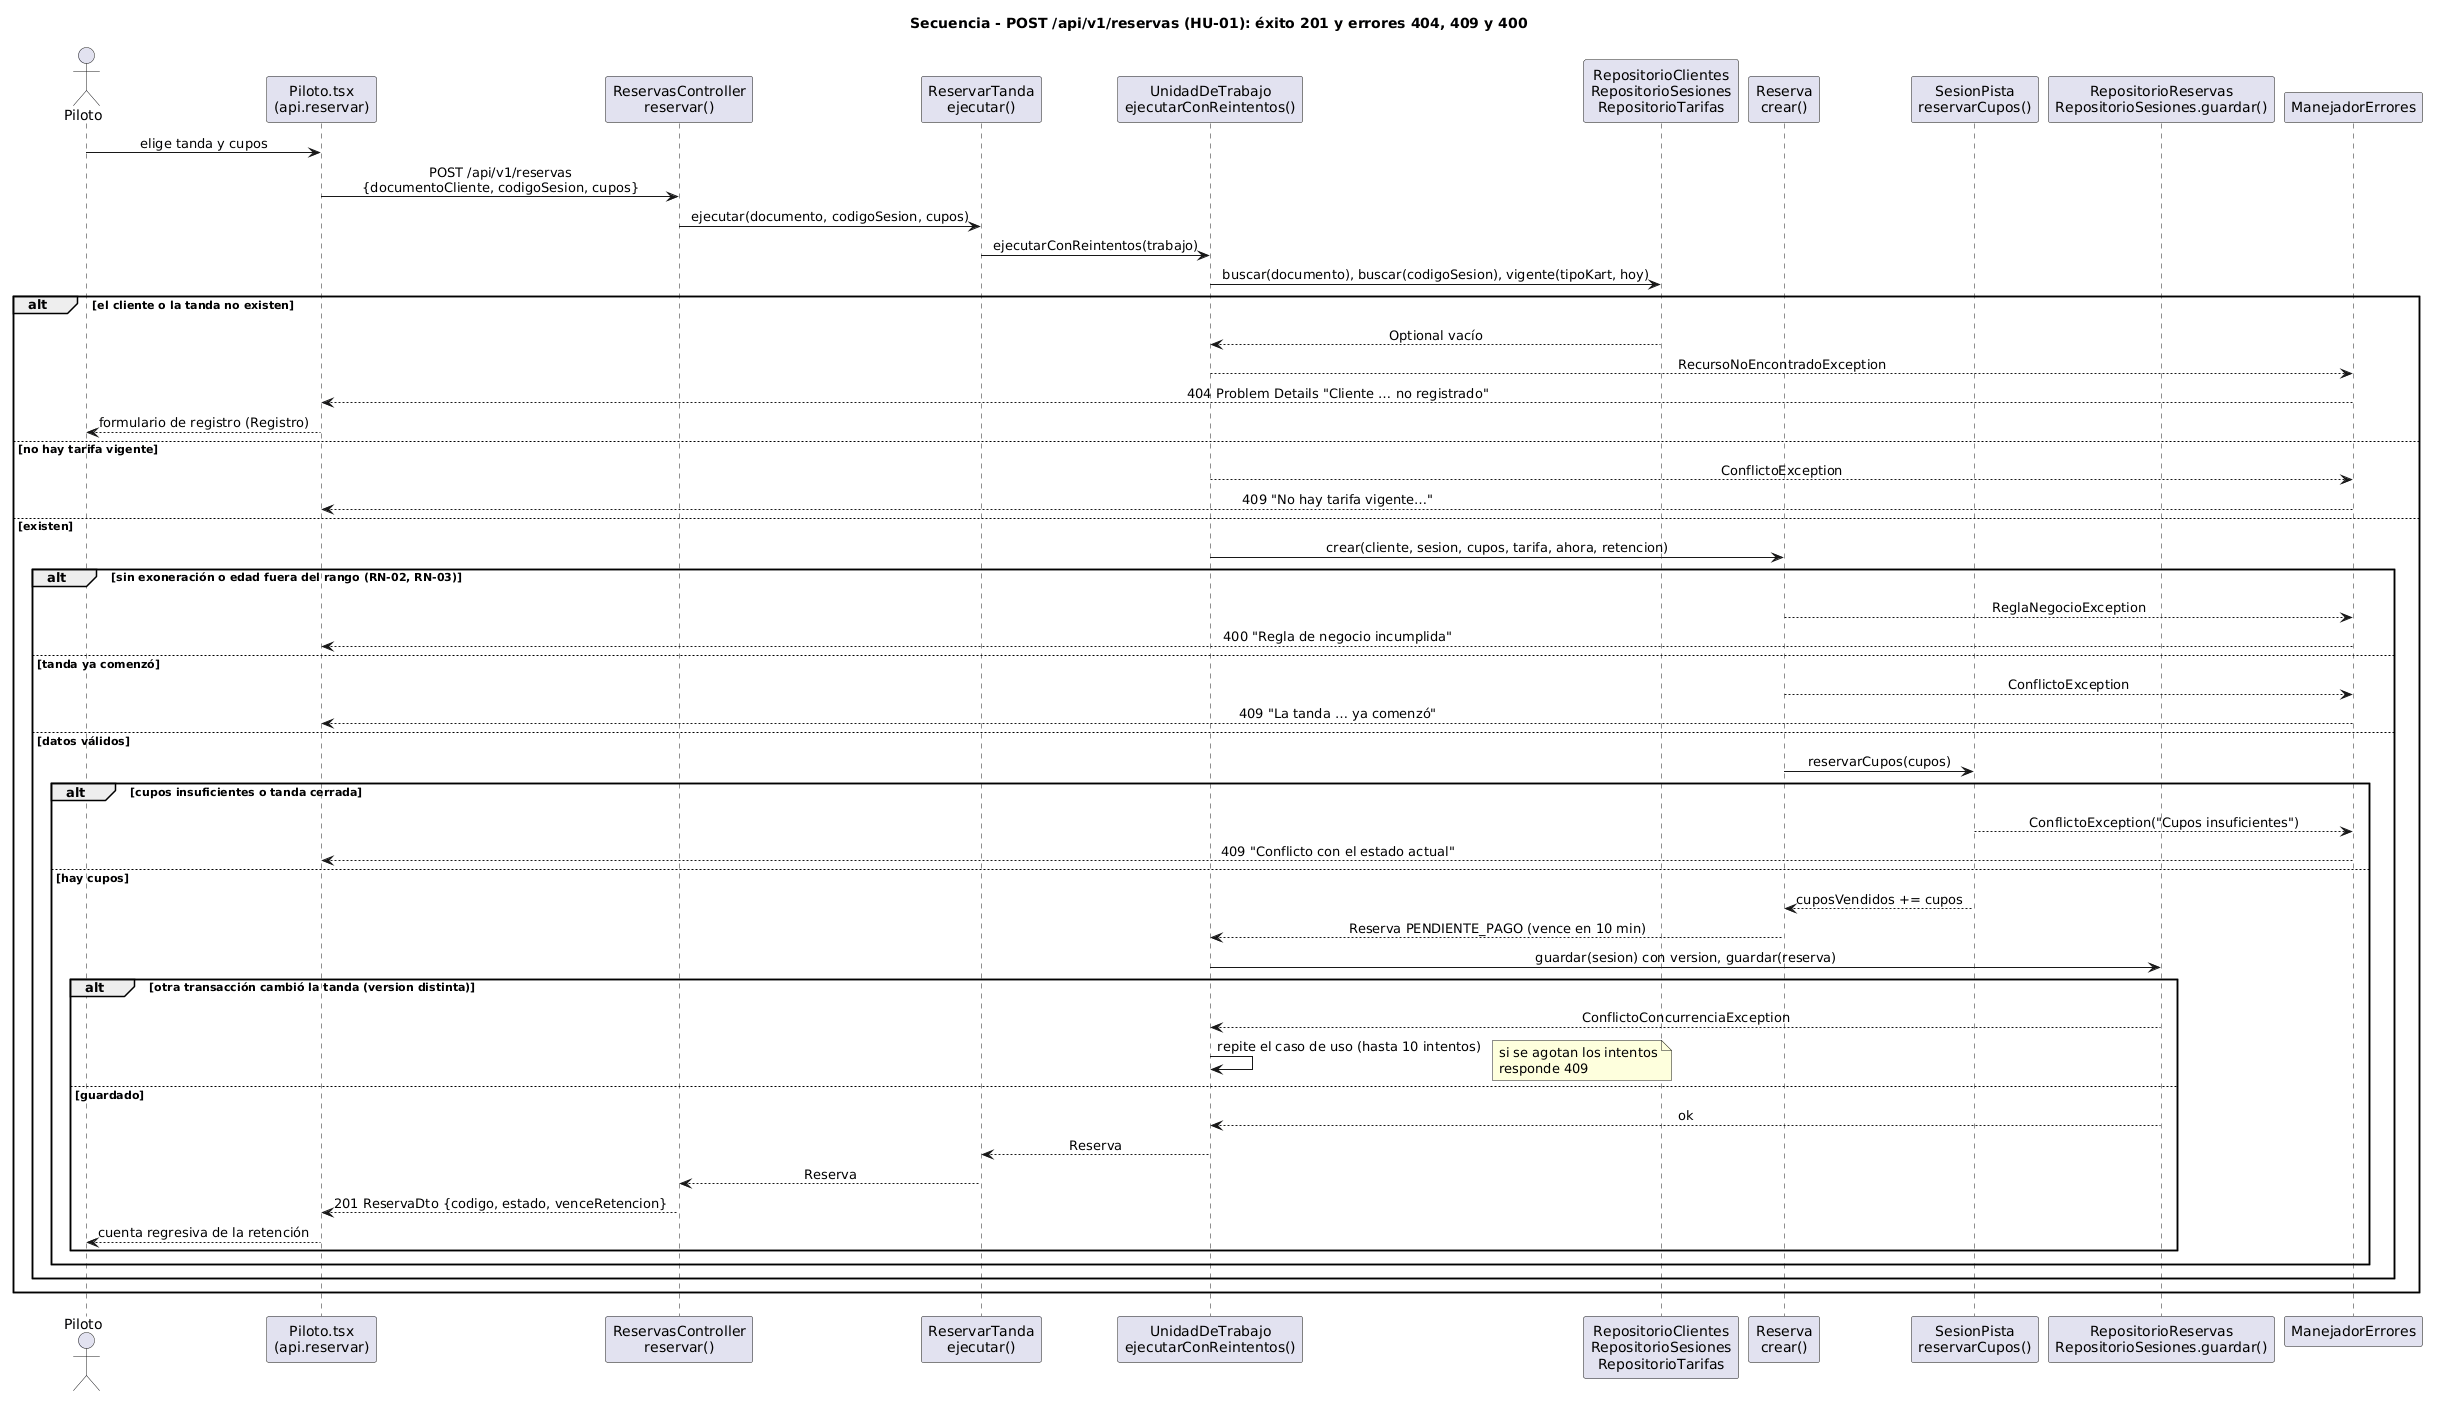 Secuencia - POST /api/v1/reservas (HU-01): éxito 201 y errores 404, 409 y 400
Piloto
Piloto.tsx
(api.reservar)
ReservasController
reservar()
ReservarTanda
ejecutar()
UnidadDeTrabajo
ejecutarConReintentos()
RepositorioClientes
RepositorioSesiones
RepositorioTarifas
Reserva
crear()
SesionPista
reservarCupos()
RepositorioReservas
RepositorioSesiones.guardar()
ManejadorErrores
elige tanda y cupos
POST /api/v1/reservas
{documentoCliente, codigoSesion, cupos}
ejecutar(documento, codigoSesion, cupos)
ejecutarConReintentos(trabajo)
buscar(documento), buscar(codigoSesion), vigente(tipoKart, hoy)
alt [el cliente o la tanda no existen]
Optional vacío
RecursoNoEncontradoException
404 Problem Details "Cliente ... no registrado"
formulario de registro (Registro)
[no hay tarifa vigente]
ConflictoException
409 "No hay tarifa vigente..."
[existen]
crear(cliente, sesion, cupos, tarifa, ahora, retencion)
alt [sin exoneración o edad fuera del rango (RN-02, RN-03)]
ReglaNegocioException
400 "Regla de negocio incumplida"
[tanda ya comenzó]
ConflictoException
409 "La tanda ... ya comenzó"
[datos válidos]
reservarCupos(cupos)
alt [cupos insuficientes o tanda cerrada]
ConflictoException("Cupos insuficientes")
409 "Conflicto con el estado actual"
[hay cupos]
cuposVendidos += cupos
Reserva PENDIENTE_PAGO (vence en 10 min)
guardar(sesion) con version, guardar(reserva)
alt [otra transacción cambió la tanda (version distinta)]
ConflictoConcurrenciaException
repite el caso de uso (hasta 10 intentos)
si se agotan los intentos
responde 409
[guardado]
ok
Reserva
Reserva
201 ReservaDto {codigo, estado, venceRetencion}
cuenta regresiva de la retención
Piloto
Piloto.tsx
(api.reservar)
ReservasController
reservar()
ReservarTanda
ejecutar()
UnidadDeTrabajo
ejecutarConReintentos()
RepositorioClientes
RepositorioSesiones
RepositorioTarifas
Reserva
crear()
SesionPista
reservarCupos()
RepositorioReservas
RepositorioSesiones.guardar()
ManejadorErrores